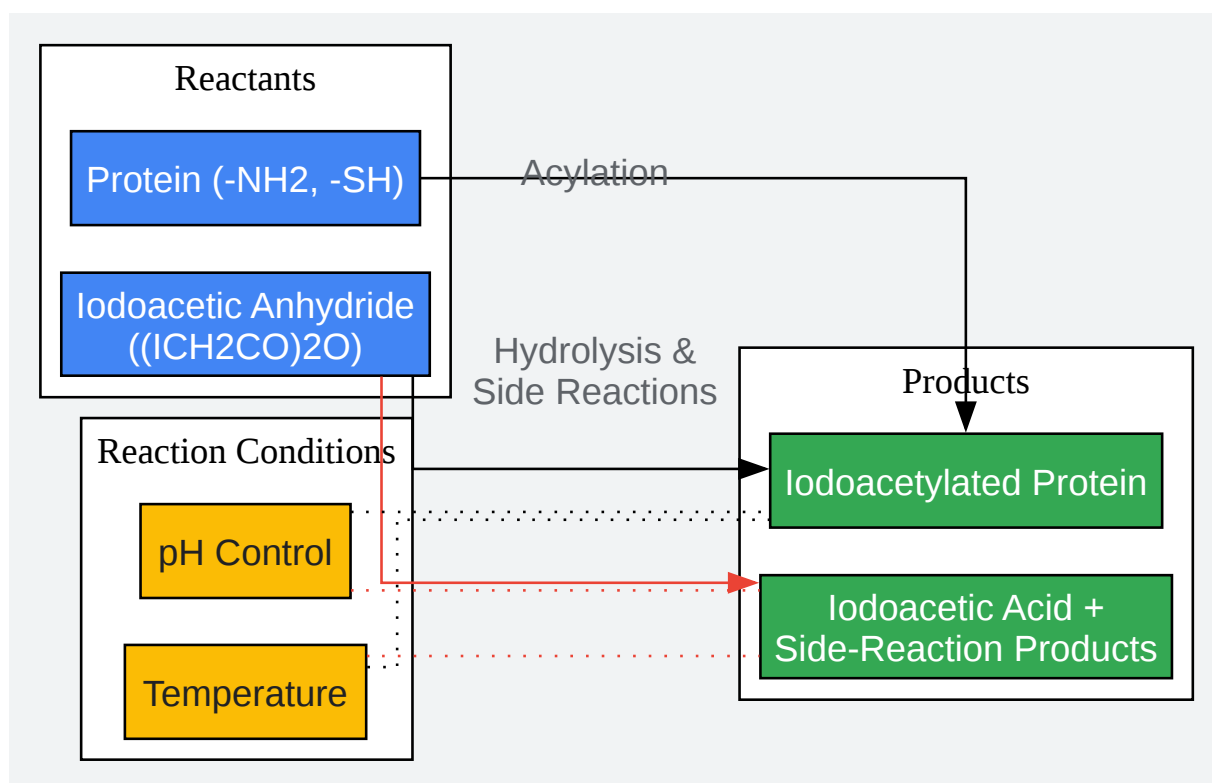 Reactants
Protein (-NH2, -SH)
Acylation
Iodoacetic Anhydride
((ICH2CO)2O)
Hydrolysis &
Side Reactions
Products
Reaction Conditions
Iodoacetylated Protein
pH Control
Iodoacetic Acid +
Side-Reaction Products
Temperature